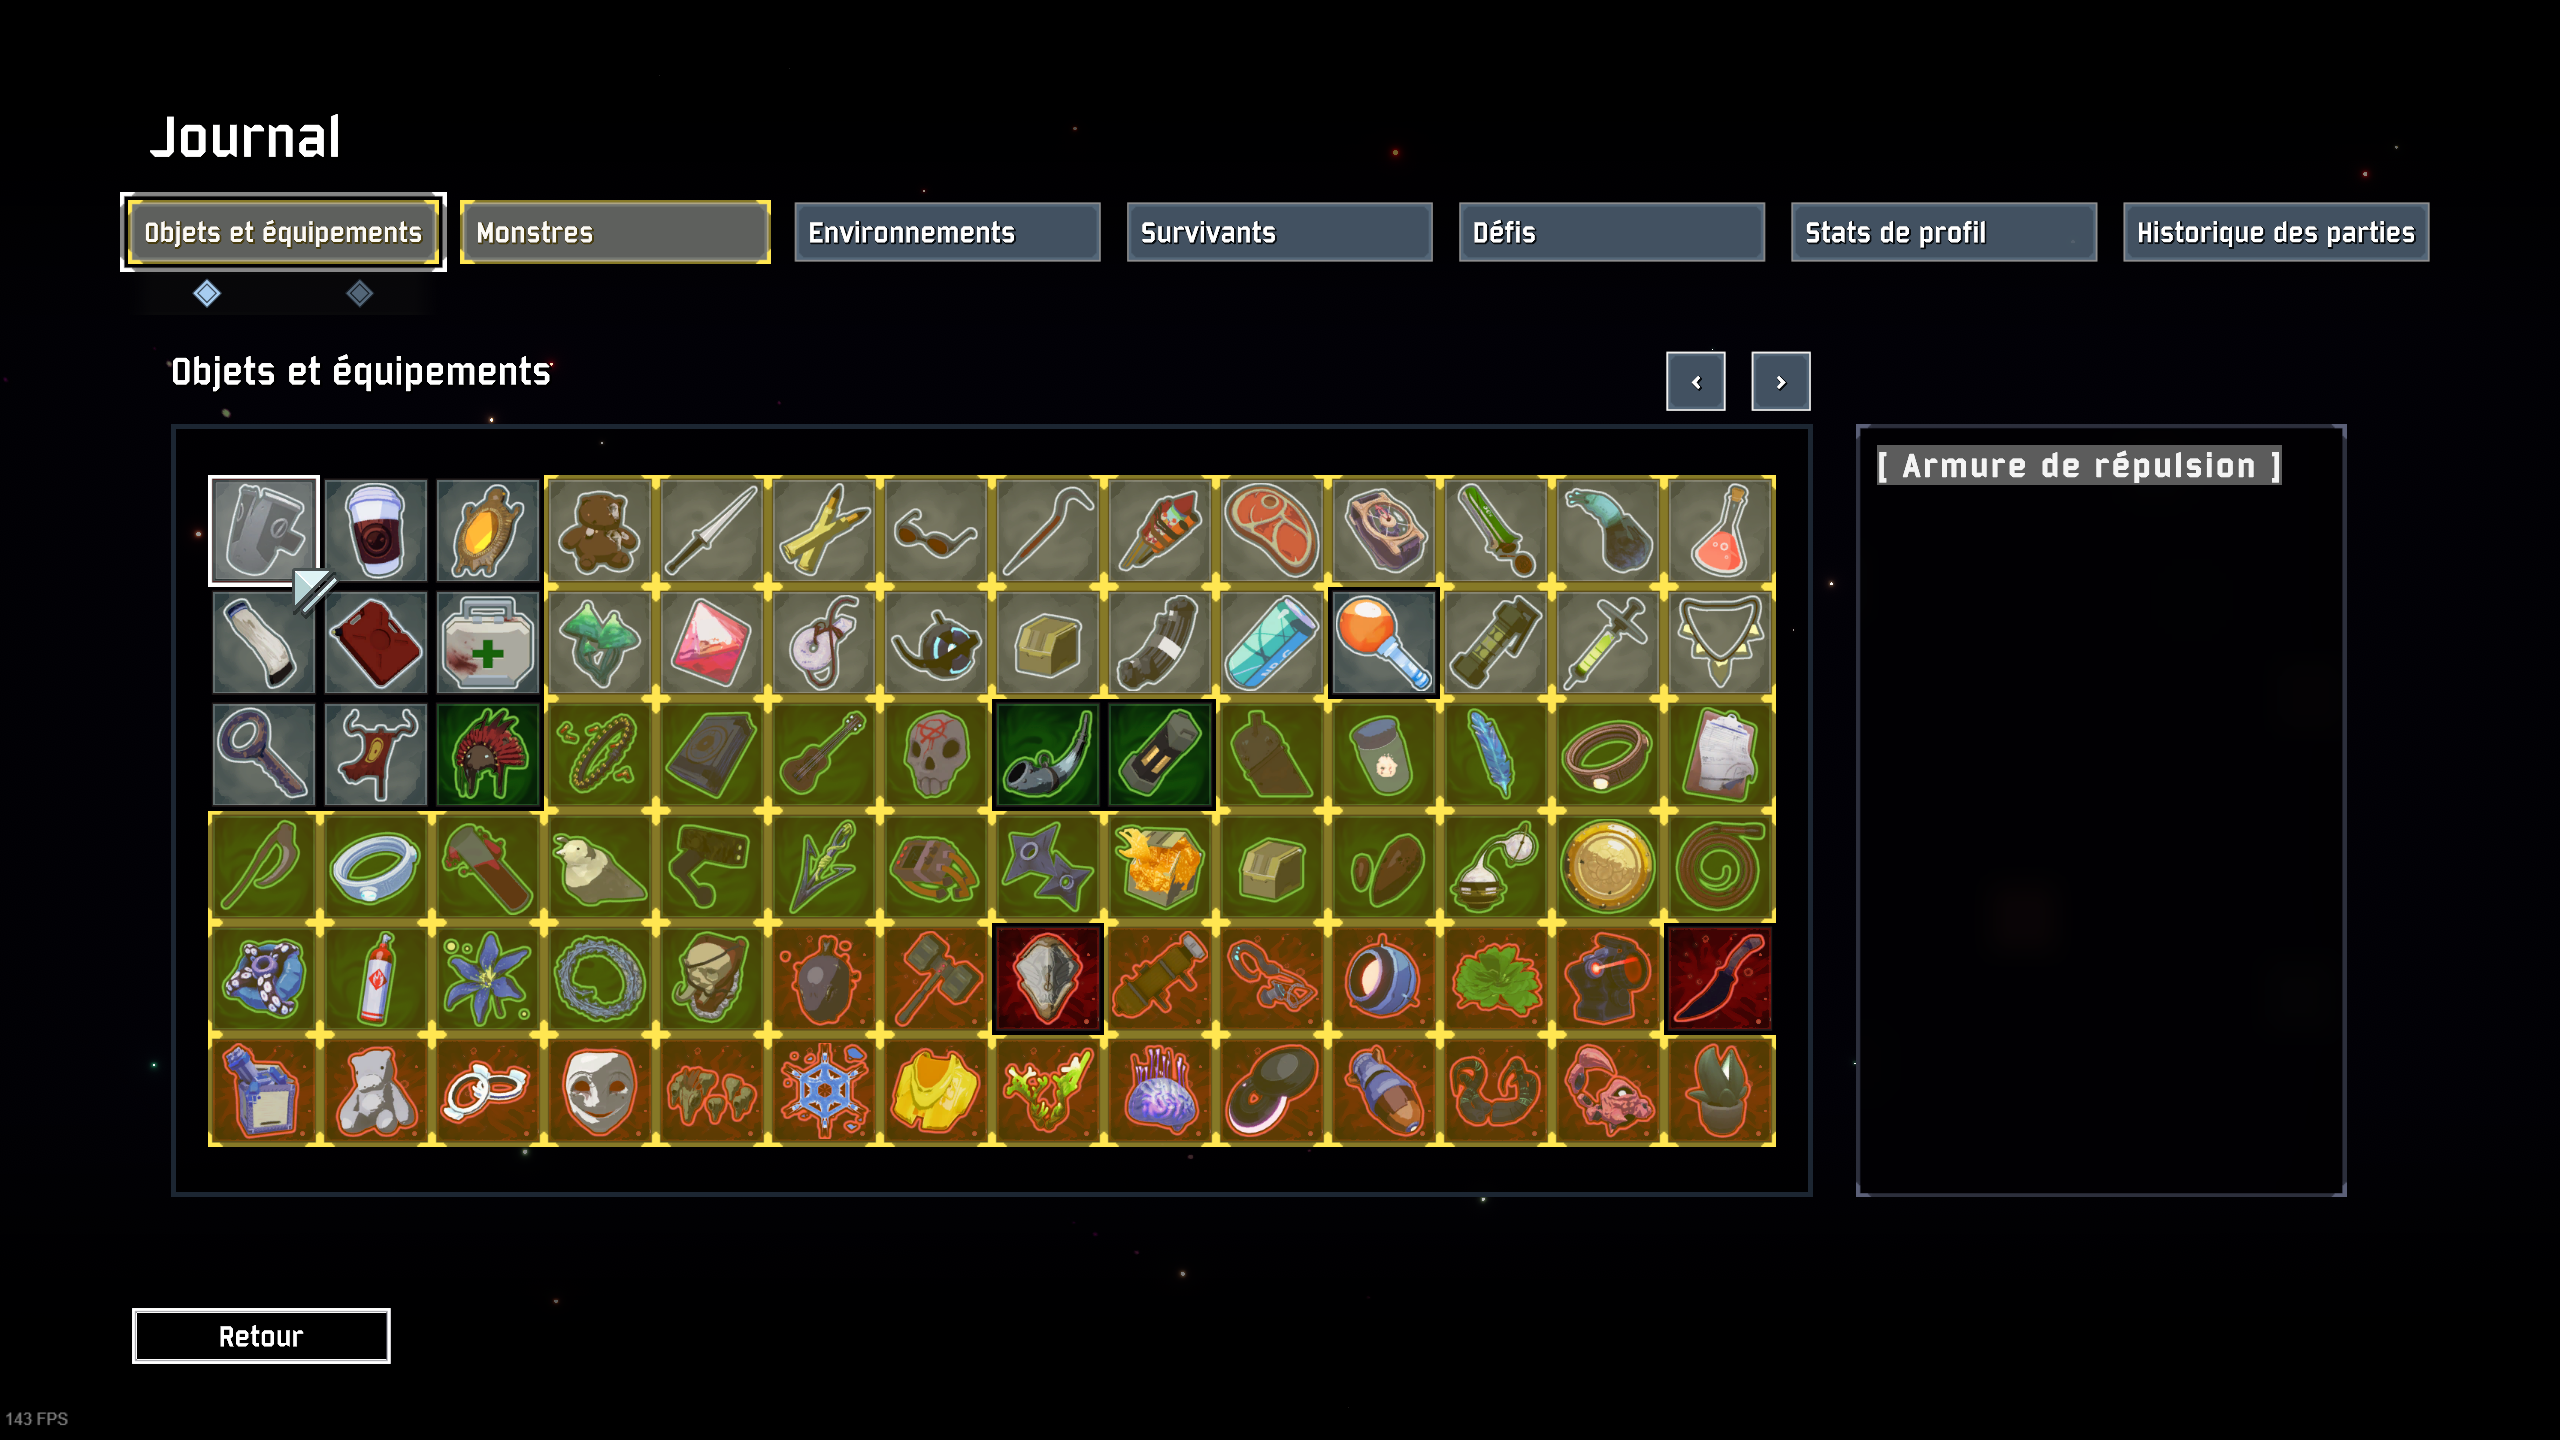 Journal
Objets et équipements
Monstres
Environnements
Survivants
Défis
Stats de profil
Historique des parties
Objets et équipements
[ Armure de répulsion ]
Retour
143 FPS